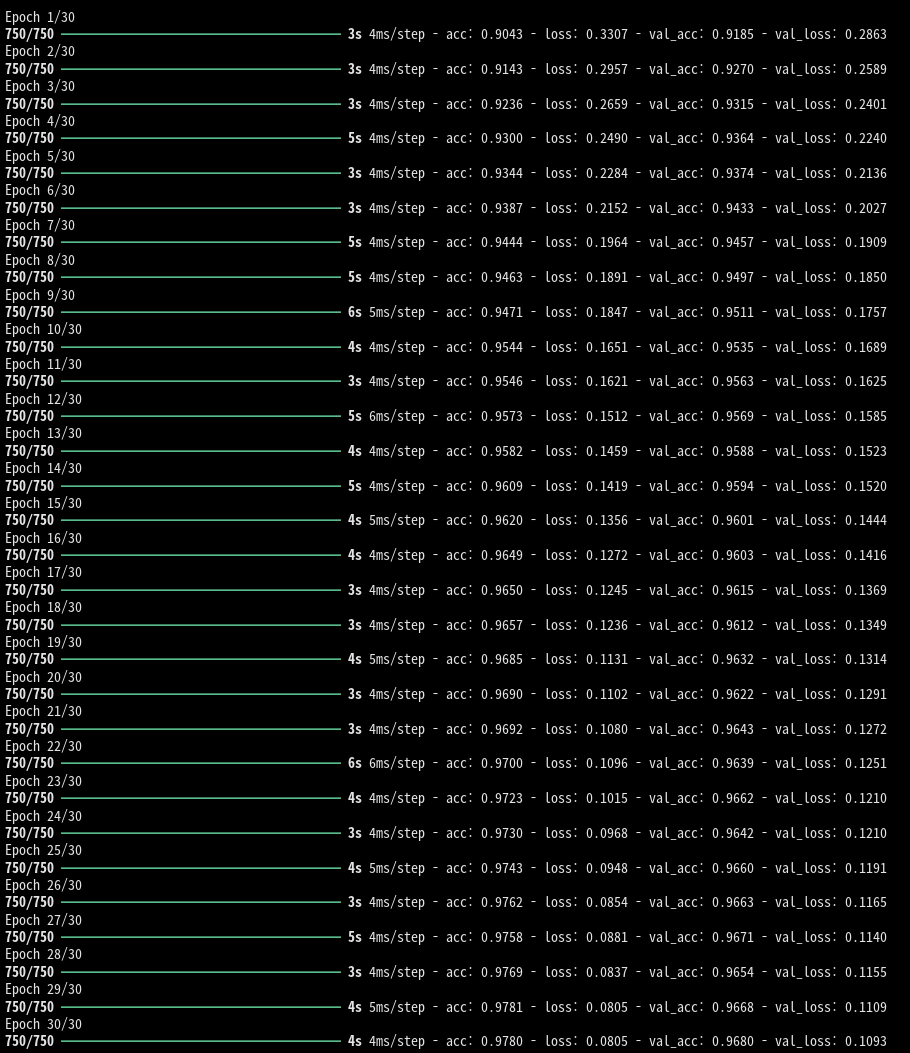 Epoch 1/30
750/750 3s 4ms/step - acc: 0.9043 - loss: 0.3307 - val_acc: 0.9185 - val_loss: 0.2863
Epoch 2/30
750/750 3s 4ms/step - acc: 0.9143 - loss: 0.2957 - val_acc: 0.9270 - val_loss: 0.2589
Epoch 3/30
750/750 3s 4ms/step - acc: 0.9236 - loss: 0.2659 - val_acc: 0.9315 - val_loss: 0.2401
Epoch 4/30
750/750 5s 4ms/step - acc: 0.9300 - loss: 0.2490 - val_acc: 0.9364 - val_loss: 0.2240
Epoch 5/30
750/750 3s 4ms/step - acc: 0.9344 - loss: 0.2284 - val_acc: 0.9374 - val_loss: 0.2136
Epoch 6/30
750/750 3s 4ms/step - acc: 0.9387 - loss: 0.2152 - val_acc: 0.9433 - val_loss: 0.2027
Epoch 7/30
750/750 5s 4ms/step - acc: 0.9444 - loss: 0.1964 - val_acc: 0.9457 - val_loss: 0.1909
Epoch 8/30
750/750 5s 4ms/step - acc: 0.9463 - loss: 0.1891 - val_acc: 0.9497 - val_loss: 0.1850
Epoch 9/30
750/750 6s 5ms/step - acc: 0.9471 - loss: 0.1847 - val_acc: 0.9511 - val_loss: 0.1757
Epoch 10/30
750/750 4s 4ms/step - acc: 0.9544 - loss: 0.1651 - val_acc: 0.9535 - val_loss: 0.1689
Epoch 11/30
750/750 3s 4ms/step - acc: 0.9546 - loss: 0.1621 - val_acc: 0.9563 - val_loss: 0.1625
Epoch 12/30
750/750 5s 6ms/step - acc: 0.9573 - loss: 0.1512 - val_acc: 0.9569 - val_loss: 0.1585
Epoch 13/30
750/750 4s 4ms/step - acc: 0.9582 - loss: 0.1459 - val_acc: 0.9588 - val_loss: 0.1523
Epoch 14/30
750/750 5s 4ms/step - acc: 0.9609 - loss: 0.1419 - val_acc: 0.9594 - val_loss: 0.1520
Epoch 15/30
750/750 4s 5ms/step - acc: 0.9620 - loss: 0.1356 - val_acc: 0.9601 - val_loss: 0.1444
Epoch 16/30
750/750 4s 4ms/step - acc: 0.9649 - loss: 0.1272 - val_acc: 0.9603 - val_loss: 0.1416
Epoch 17/30
750/750 3s 4ms/step - acc: 0.9650 - loss: 0.1245 - val_acc: 0.9615 - val_loss: 0.1369
Epoch 18/30
750/750 3s 4ms/step - acc: 0.9657 - loss: 0.1236 - val_acc: 0.9612 - val_loss: 0.1349
Epoch 19/30
750/750 4s 5ms/step - acc: 0.9685 - loss: 0.1131 - val_acc: 0.9632 - val_loss: 0.1314
Epoch 20/30
750/750 3s 4ms/step - acc: 0.9690 - loss: 0.1102 - val_acc: 0.9622 - val_loss: 0.1291
Epoch 21/30
750/750 3s 4ms/step - acc: 0.9692 - loss: 0.1080 - val_acc: 0.9643 - val_loss: 0.1272
Epoch 22/30
750/750 6s 6ms/step - acc: 0.9700 - loss: 0.1096 - val_acc: 0.9639 - val_loss: 0.1251
Epoch 23/30
750/750 4s 4ms/step - acc: 0.9723 - loss: 0.1015 - val_acc: 0.9662 - val_loss: 0.1210
Epoch 24/30
750/750 3s 4ms/step - acc: 0.9730 - loss: 0.0968 - val_acc: 0.9642 - val_loss: 0.1210
Epoch 25/30
750/750 4s 5ms/step - acc: 0.9743 - loss: 0.0948 - val_acc: 0.9660 - val_loss: 0.1191
Epoch 26/30
750/750 3s 4ms/step - acc: 0.9762 - loss: 0.0854 - val_acc: 0.9663 - val_loss: 0.1165
Epoch 27/30
750/750 5s 4ms/step - acc: 0.9758 - loss: 0.0881 - val_acc: 0.9671 - val_loss: 0.1140
Epoch 28/30
750/750 3s 4ms/step - acc: 0.9769 - loss: 0.0837 - val_acc: 0.9654 - val_loss: 0.1155
Epoch 29/30
750/750 4s 5ms/step - acc: 0.9781 - loss: 0.0805 - val_acc: 0.9668 - val_loss: 0.1109
Epoch 30/30
750/750 4s 4ms/step - acc: 0.9780 - loss: 0.0805 - val_acc: 0.9680 - val_loss: 0.1093